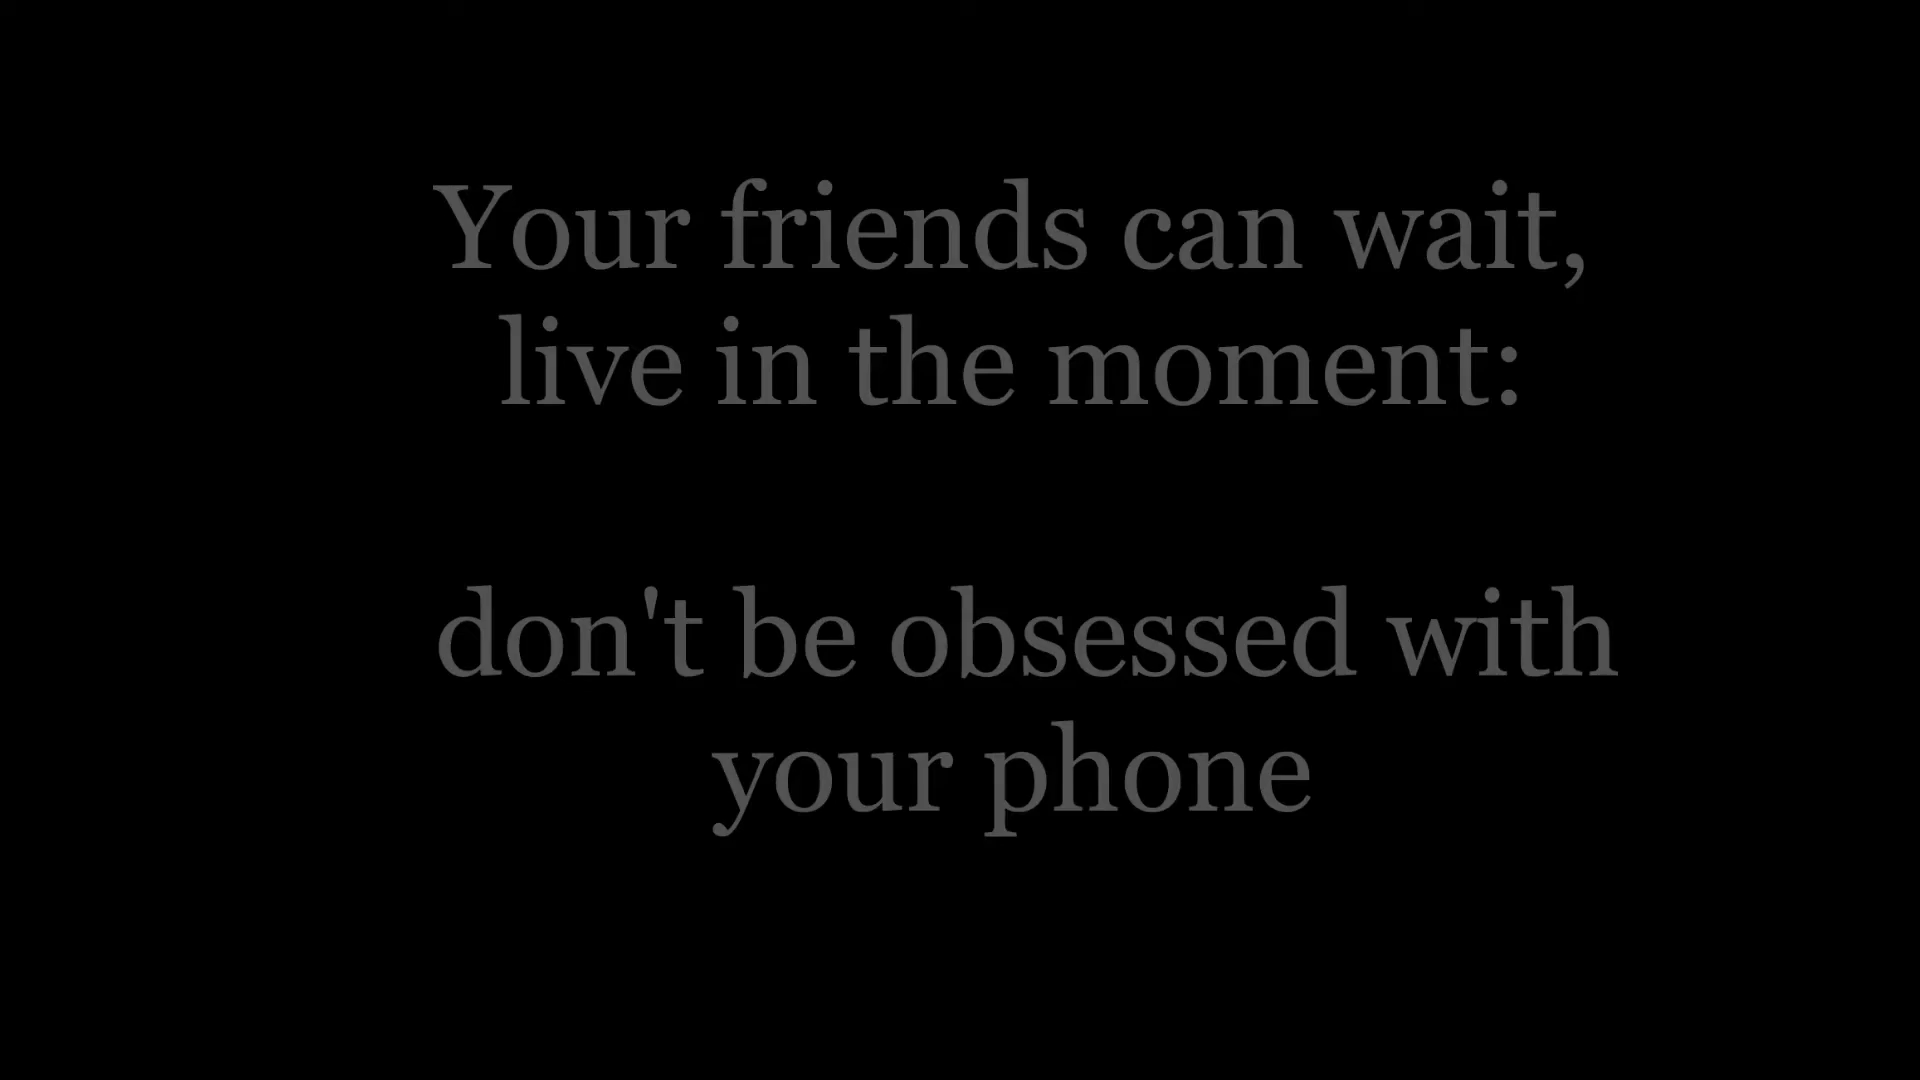 Your friends can wait,
live in the moment:
don't be obsessed with
your phone